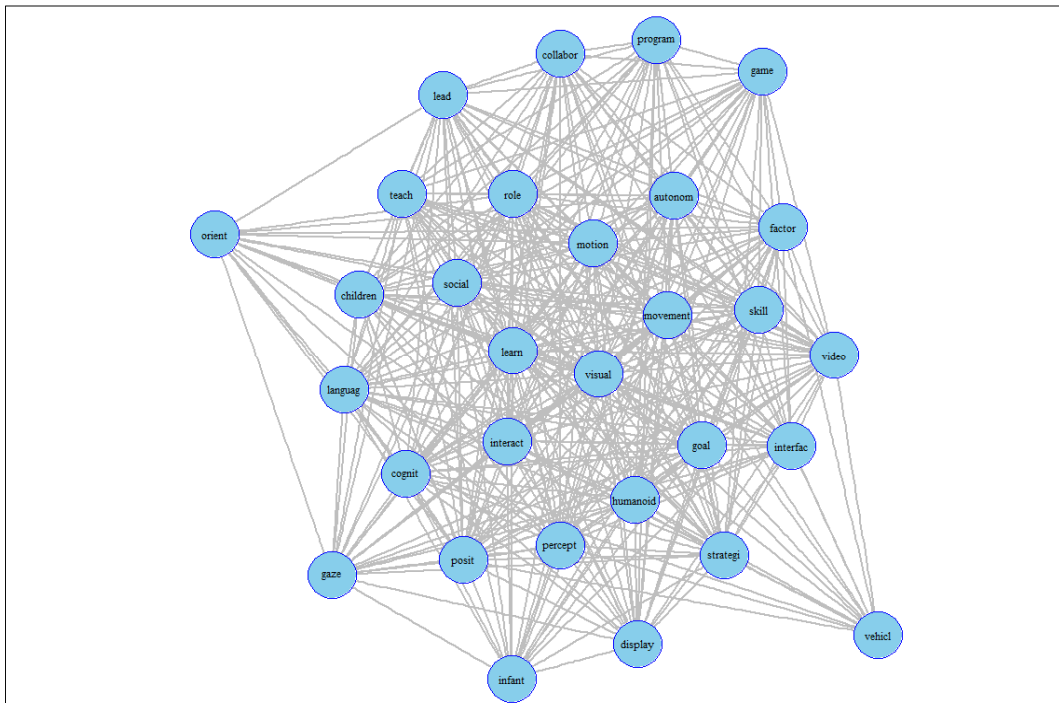 program
collabor
game
lead
teach
role
autonom
factor
orient
motion
social
children
skill
movement
learn
video
visual
languag
interact
goal
interfac
cognit
humanoid
percept
strategi
posit
gaze
vehicl
display
infant